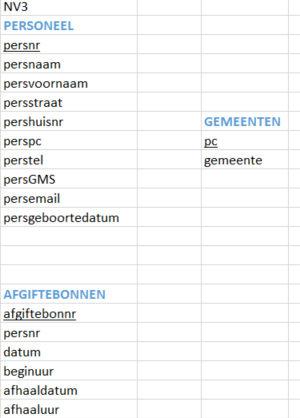 NV3
PERSONEEL
persnr
persnaam
persvoornaam
persstraat
pershuisnr
perspc
perstel
persGMS
persemail
persgeboortedatum
GEMEENTEN
pc
gemeente
AFGIFTEBONNEN
afgiftebonnr
persnr
datum
beginuur
afhaaldatum
afhaaluur